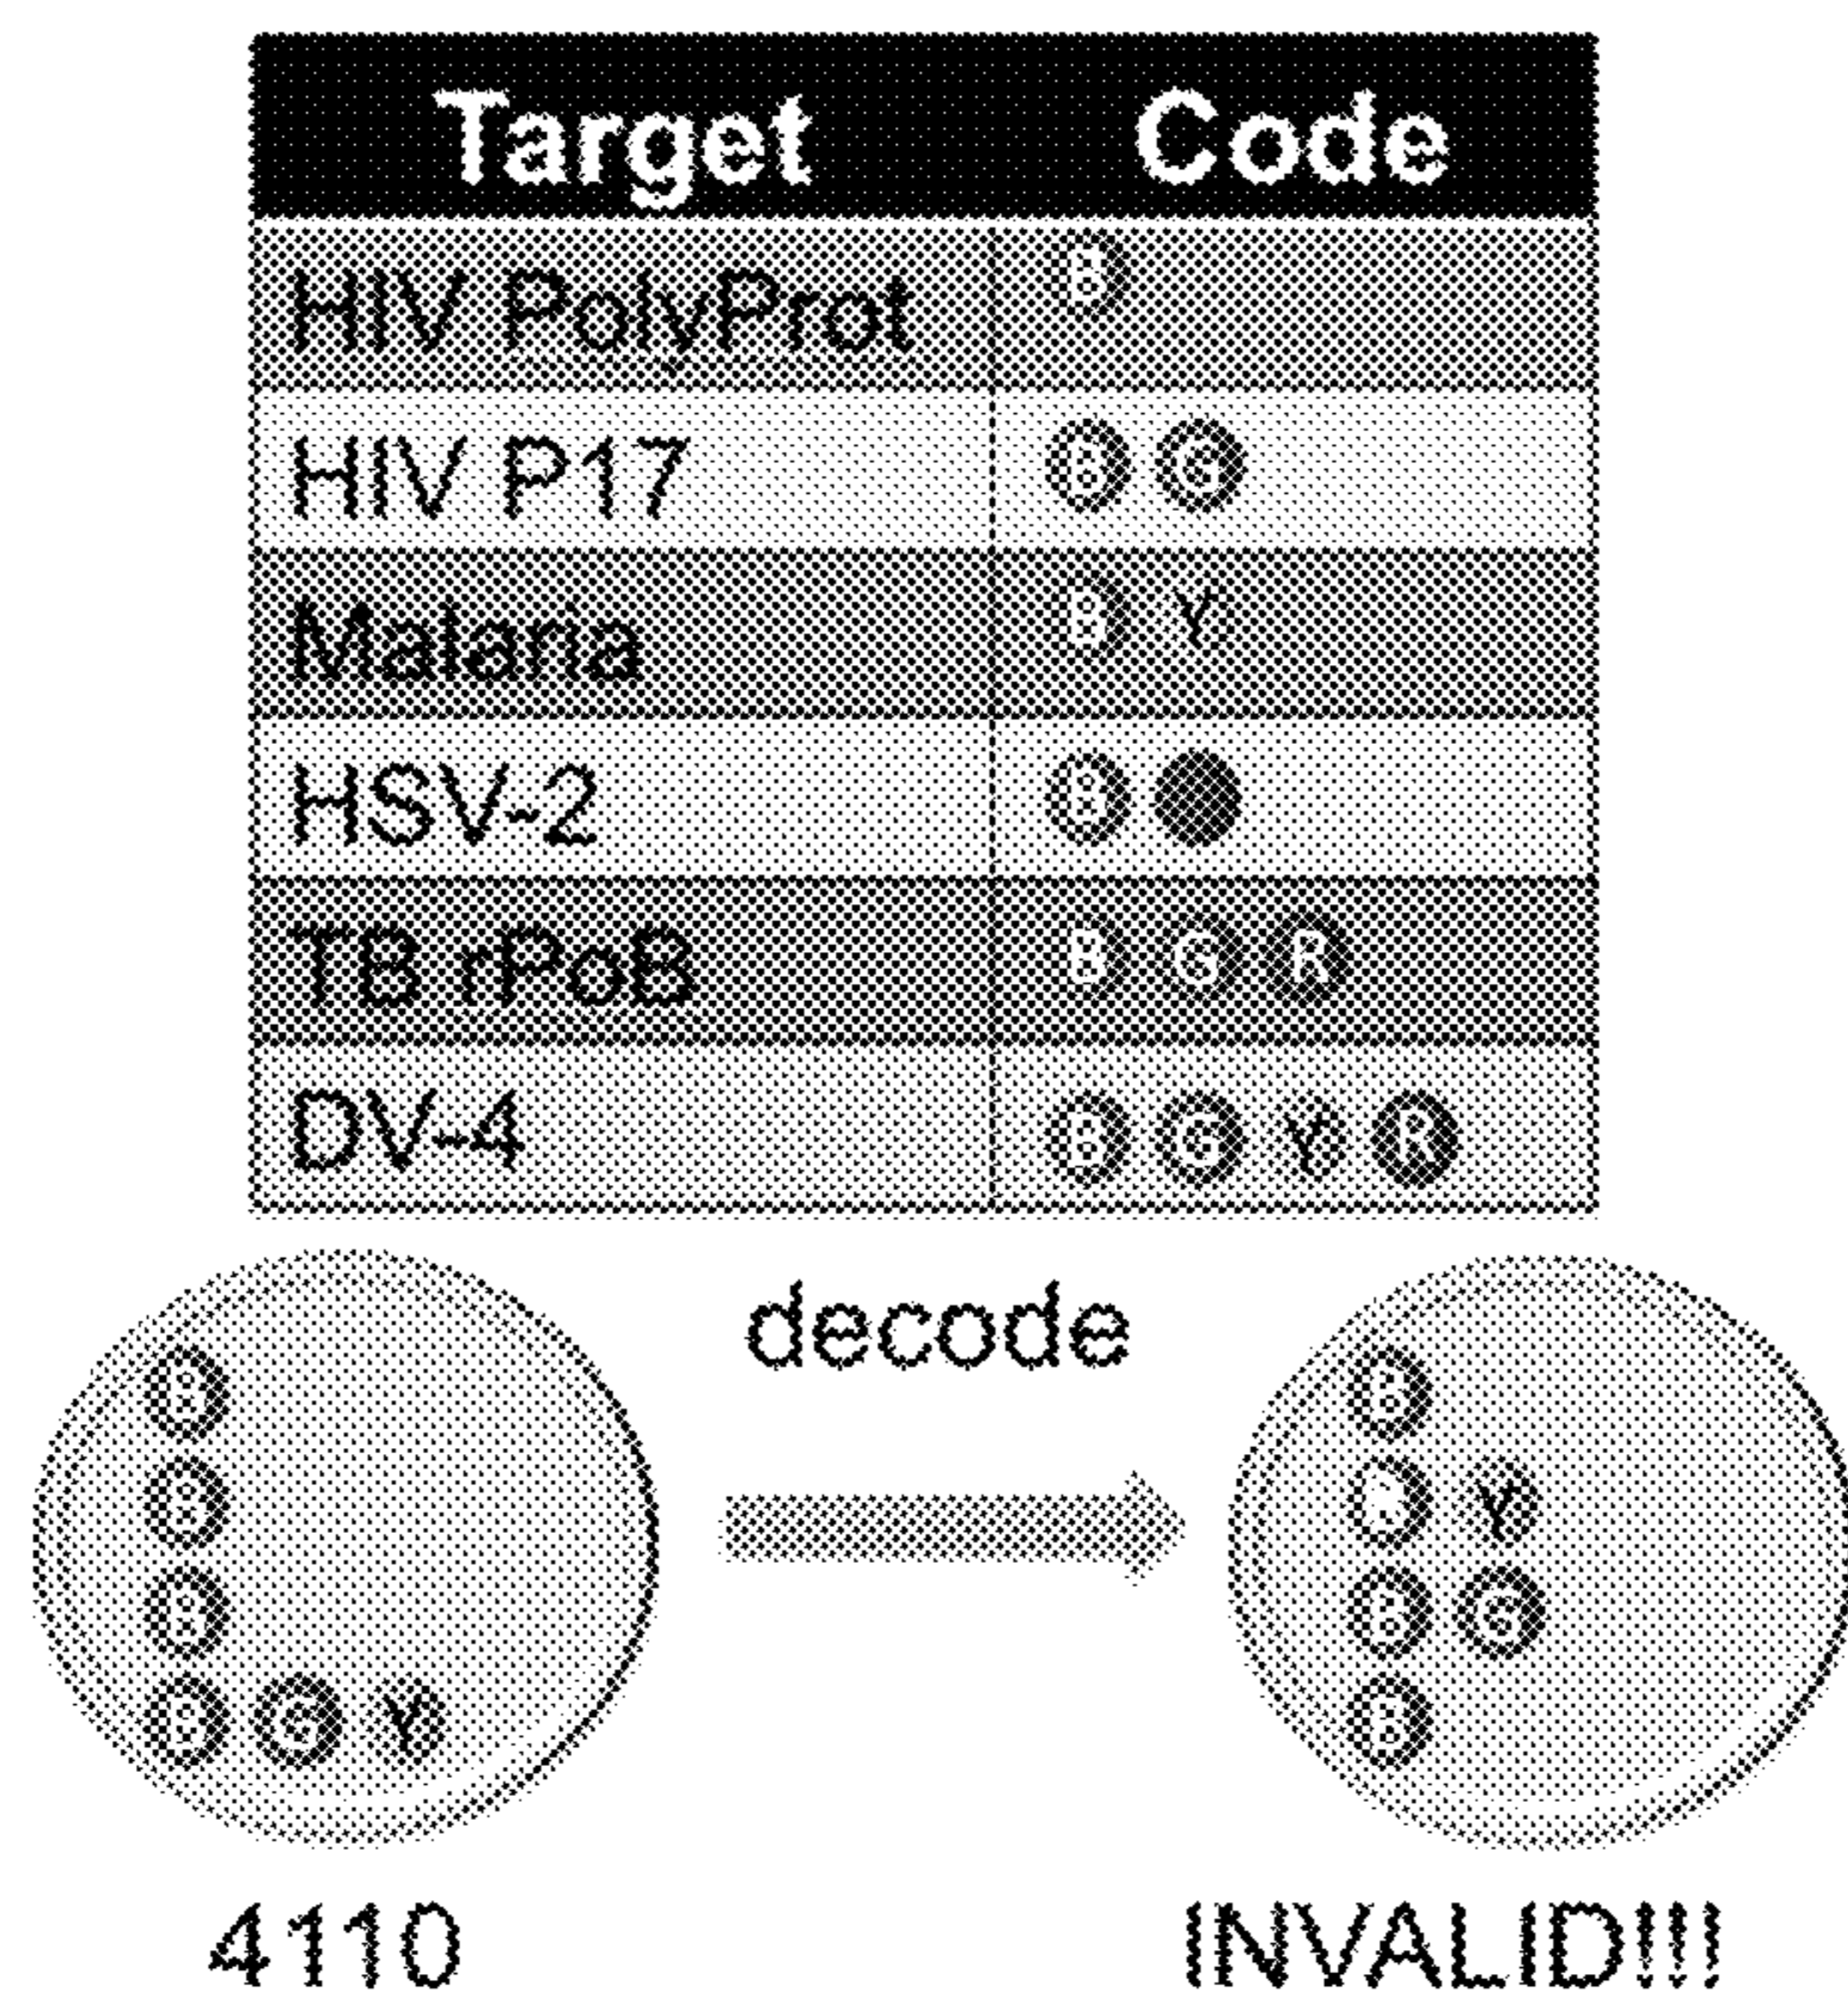 Target Code
HIV PolyProt B
HIV P17 B G
Malaria B Y
HSV-2 B
TB rPoB B G R
DV-4 B G Y R
decode
B
B
B
B G Y
B
Y
B G
B
4110
INVALID!!!